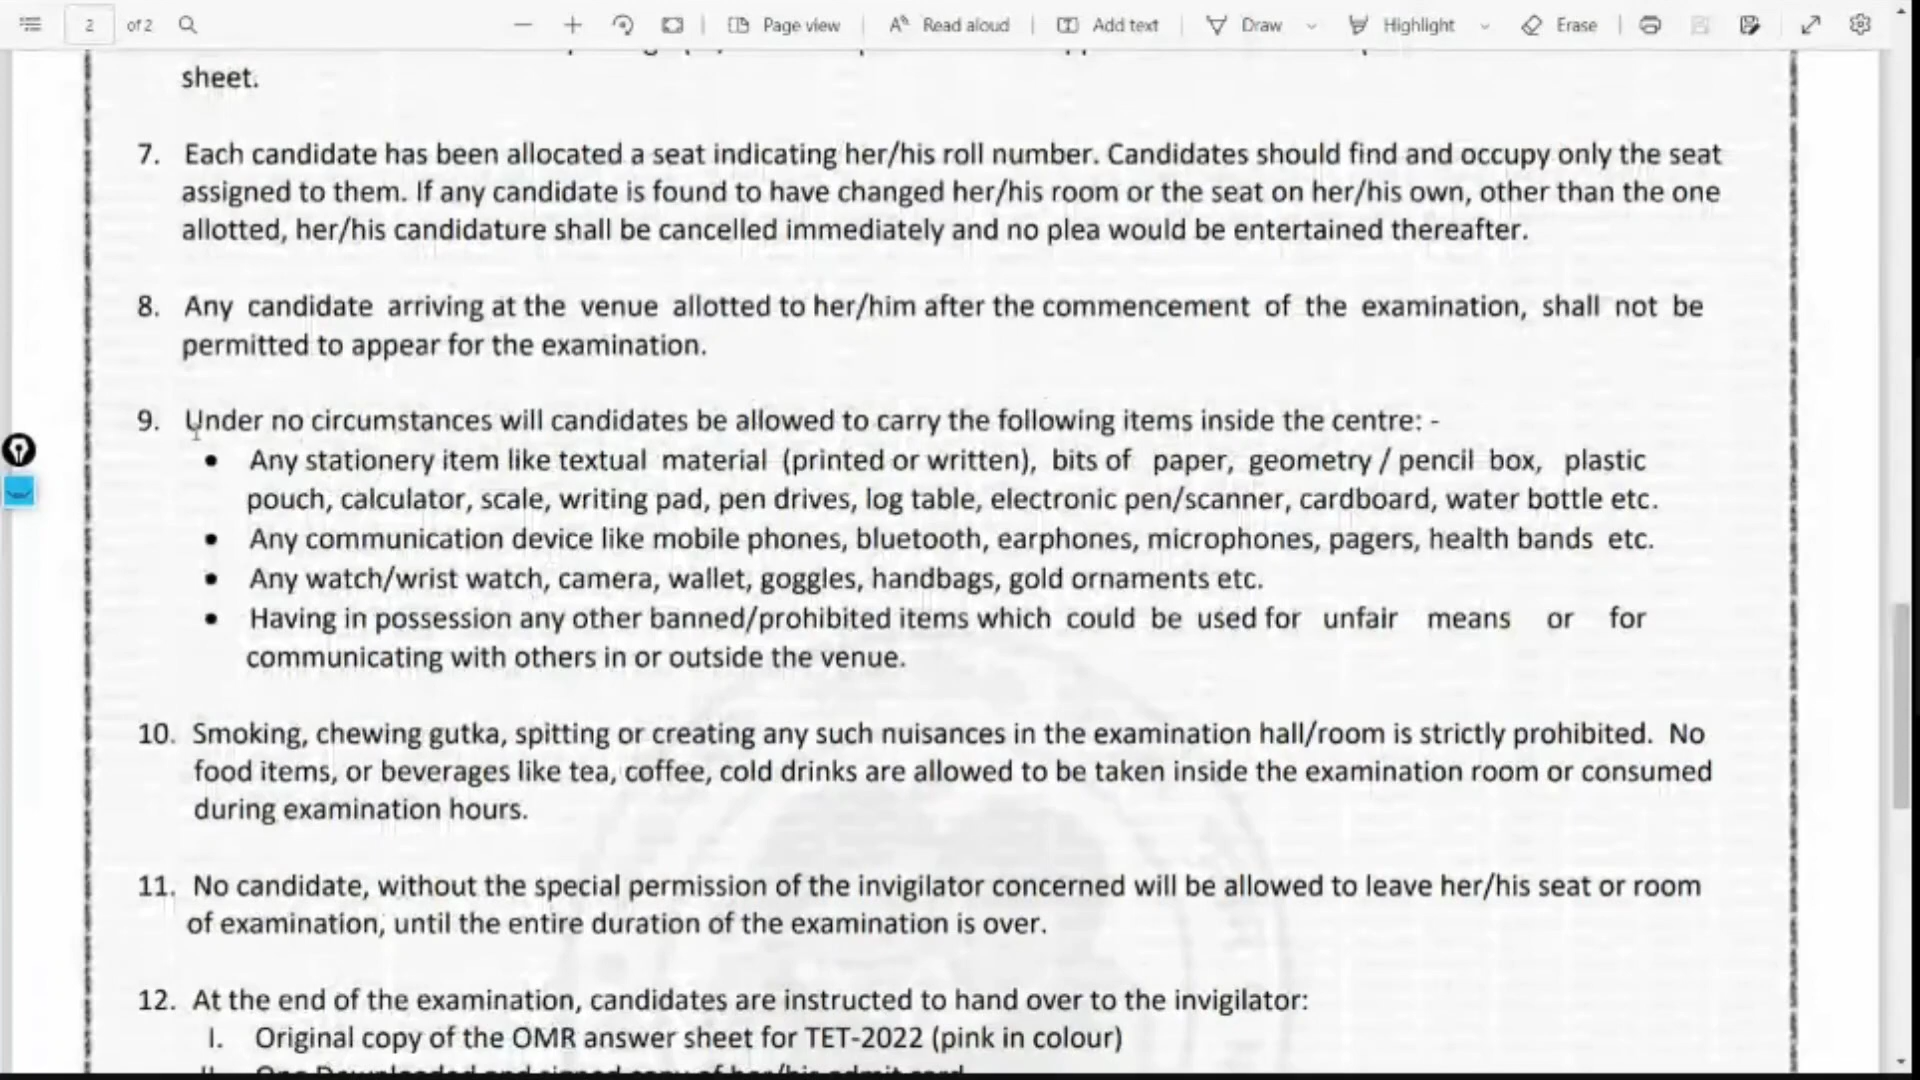 2 of 2 Page view Read aloud Add text Draw Highlight Erase
sheet.
7. Each candidate has been allocated a seat indicating her/his roll number. Candidates should find and occupy only the seat
assigned to them. If any candidate is found to have changed her/his room or the seat on her/his own, other than the one
allotted, her/his candidature shall be cancelled immediately and no plea would be entertained thereafter.
8. Any candidate arriving at the venue allotted to her/him after the commencement of the examination, shall not be
permitted to appear for the examination.
9. Under no circumstances will candidates be allowed to carry the following items inside the centre: -
• Any stationery item like textual material (printed or written), bits of paper, geometry / pencil box, plastic
pouch, calculator, scale, writing pad, pen drives, log table, electronic pen/scanner, cardboard, water bottle etc.
• Any communication device like mobile phones, bluetooth, earphones, microphones, pagers, health bands etc.
• Any watch/wrist watch, camera, wallet, goggles, handbags, gold ornaments etc.
• Having in possession any other banned/prohibited items which could be used for unfair means or for
communicating with others in or outside the venue.
10. Smoking, chewing gutka, spitting or creating any such nuisances in the examination hall/room is strictly prohibited. No
food items, or beverages like tea, coffee, cold drinks are allowed to be taken inside the examination room or consumed
during examination hours.
11. No candidate, without the special permission of the invigilator concerned will be allowed to leave her/his seat or room
of examination, until the entire duration of the examination is over.
12. At the end of the examination, candidates are instructed to hand over to the invigilator:
I. Original copy of the OMR answer sheet for TET-2022 (pink in colour)
II. One Downloaded and signed copy of her/his admit card